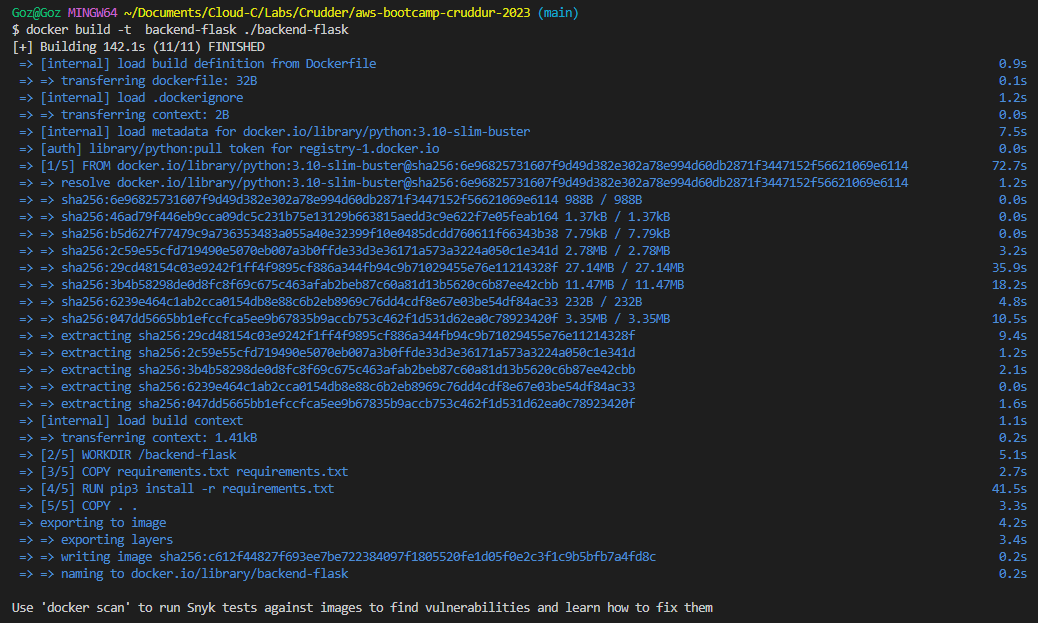 Goz@Goz MINGW64 ~/Documents/Cloud-C/Labs/Crudder/aws-bootcamp-cruddur-2023 (main)
$ docker build -t  backend-flask ./backend-flask
[+] Building 142.1s (11/11) FINISHED
=> [internal] load build definition from Dockerfile 0.9s
=> => transferring dockerfile: 32B 0.1s
=> [internal] load .dockerignore 1.2s
=> => transferring context: 2B 0.0s
=> [internal] load metadata for docker.io/library/python:3.10-slim-buster 7.5s
=> [auth] library/python:pull token for registry-1.docker.io 0.0s
=> [1/5] FROM docker.io/library/python:3.10-slim-buster@sha256:6e96825731607f9d49d382e302a78e994d60db2871f3447152f56621069e6114 72.7s
=> => resolve docker.io/library/python:3.10-slim-buster@sha256:6e96825731607f9d49d382e302a78e994d60db2871f3447152f56621069e6114 1.2s
=> => sha256:6e96825731607f9d49d382e302a78e994d60db2871f3447152f56621069e6114 988B / 988B 0.0s
=> => sha256:46ad79f446eb9cca09dc5c231b75e13129b663815aedd3c9e622f7e05feab164 1.37kB / 1.37kB 0.0s
=> => sha256:b5d627f77479c9a736353483a055a40e32399f10e0485dcdd760611f66343b38 7.79kB / 7.79kB 0.0s
=> => sha256:2c59e55cfd719490e5070eb007a3b0ffde33d3e36171a573a3224a050c1e341d 2.78MB / 2.78MB 3.2s
=> => sha256:29cd48154c03e9242f1ff4f9895cf886a344fb94c9b71029455e76e11214328f 27.14MB / 27.14MB 35.9s
=> => sha256:3b4b58298de0d8fc8f69c675c463afab2beb87c60a81d13b5620c6b87ee42cbb 11.47MB / 11.47MB 18.2s
=> => sha256:6239e464c1ab2cca0154db8e88c6b2eb8969c76dd4cdf8e67e03be54df84ac33 232B / 232B 4.8s
=> => sha256:047dd5665bb1efccfca5ee9b67835b9accb753c462f1d531d62ea0c78923420f 3.35MB / 3.35MB 10.5s
=> => extracting sha256:29cd48154c03e9242f1ff4f9895cf886a344fb94c9b71029455e76e11214328f 9.4s
=> => extracting sha256:2c59e55cfd719490e5070eb007a3b0ffde33d3e36171a573a3224a050c1e341d 1.2s
=> => extracting sha256:3b4b58298de0d8fc8f69c675c463afab2beb87c60a81d13b5620c6b87ee42cbb 2.1s
=> => extracting sha256:6239e464c1ab2cca0154db8e88c6b2eb8969c76dd4cdf8e67e03be54df84ac33 0.0s
=> => extracting sha256:047dd5665bb1efccfca5ee9b67835b9accb753c462f1d531d62ea0c78923420f 1.6s
=> [internal] load build context 1.1s
=> => transferring context: 1.41kB 0.2s
=> [2/5] WORKDIR /backend-flask 5.1s
=> [3/5] COPY requirements.txt requirements.txt 2.7s
=> [4/5] RUN pip3 install -r requirements.txt 41.5s
=> [5/5] COPY . . 3.3s
=> exporting to image 4.2s
=> => exporting layers 3.4s
=> => writing image sha256:c612f44827f693ee7be722384097f1805520fe1d05f0e2c3f1c9b5bfb7a4fd8c 0.2s
=> => naming to docker.io/library/backend-flask 0.2s
Use 'docker scan' to run Snyk tests against images to find vulnerabilities and learn how to fix them